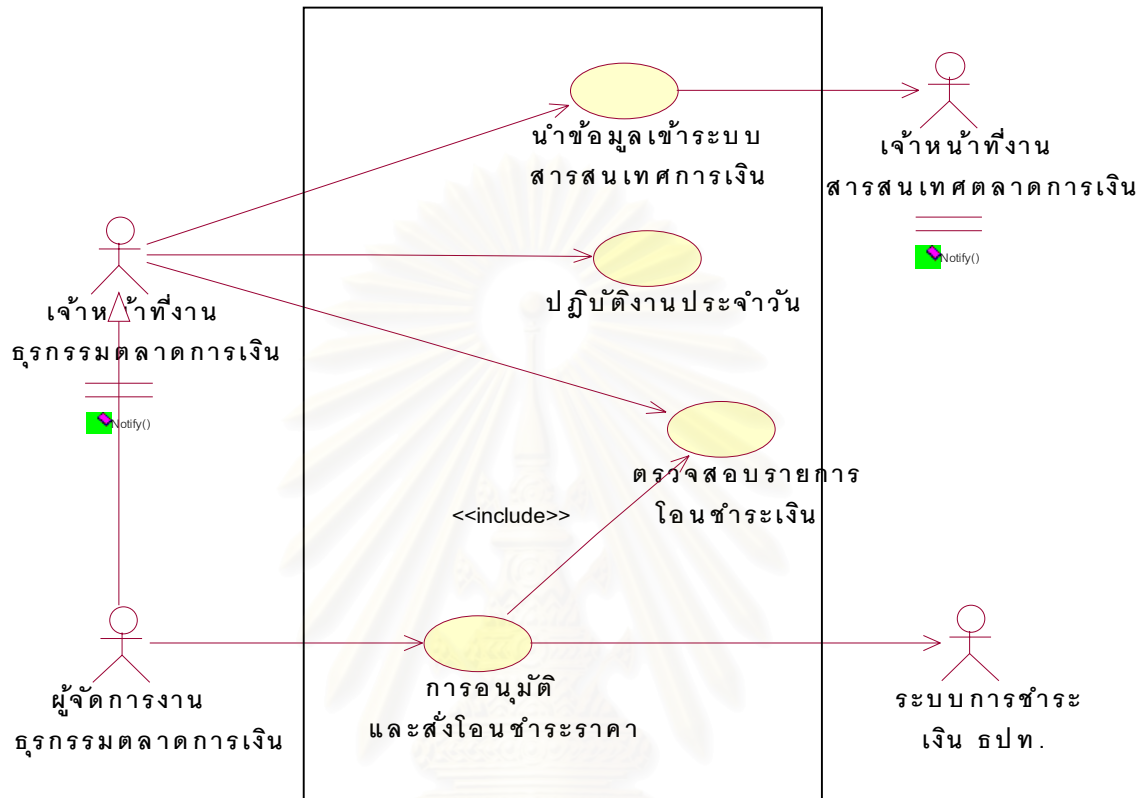 นำข้อมูลเข้าระบบ
สารสนเทศการเงิน
เจ้าหน้าที่งาน
สารสนเทศตลาดการเงิน
Notify()
ปฎิบัติงานประจำวัน
เจ้าหน้าที่งาน
ธุรกรรมตลาดการเงิน
Notify()
ตรวจสอบรายการ
โอนชำระเงิน
<<include>>
การอนุมัติ
และสั่งโอนชำระราคา
ผู้จัดการงาน
ธุรกรรมตลาดการเงิน
ระบบการชำระ
เงิน ธปท.